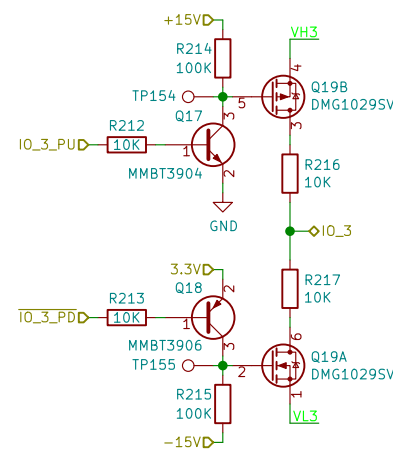 +15V
VH3
R214
100K
4
TP154
5
Q19B
DMG1029SV
Q17
3
3
R212
IO_3_PU
10K
1
MMBT3904
2
R216
10K
GND
IO_3
3.3V
Q18
2
R217
10K
R213
IO_3_PD
10K
1
MMBT3906
3
6
TP155
2
Q19A
DMG1029SV
R215
100K
1
-15V
VL3